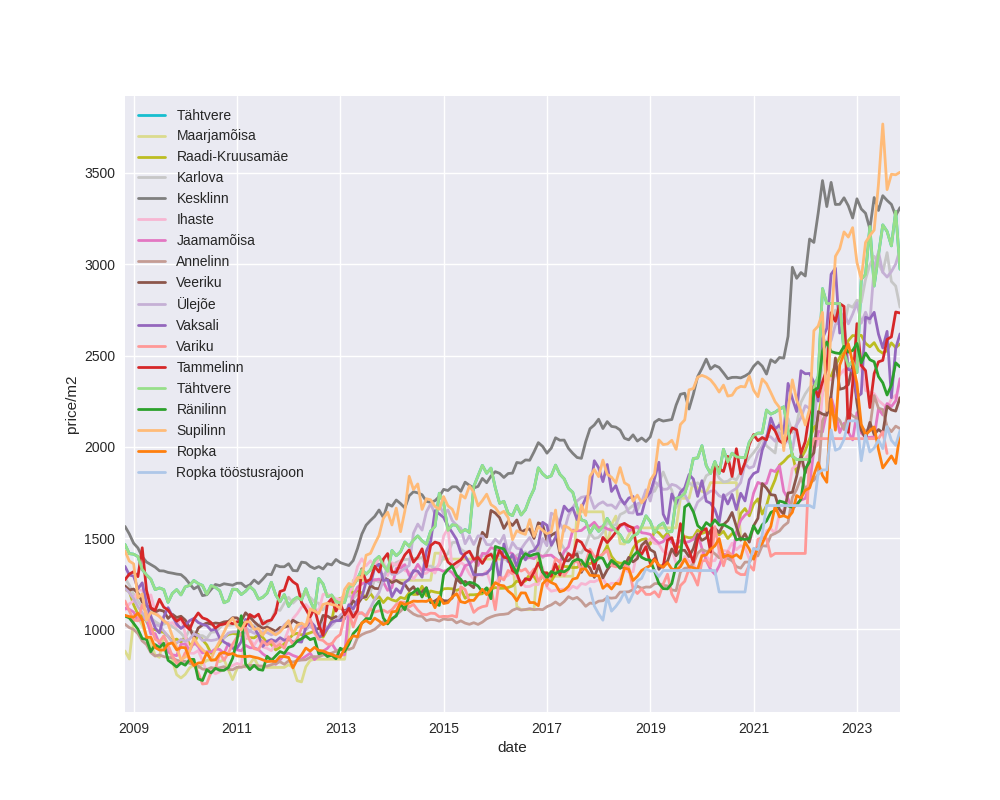 Tähtvere
Maarjamõisa
Raadi-Kruusamäe
Karlova
Kesklinn
Ihaste
Jaamamõisa
Annelinn
Veeriku
Ülejõe
Vaksali
Variku
Tammelinn
Tähtvere
Ränilinn
Supilinn
Ropka
Ropka tööstusrajoon
3500
3000
2500
2000
1500
1000
price/m2
2009 2011 2013 2015 2017 2019 2021 2023
date